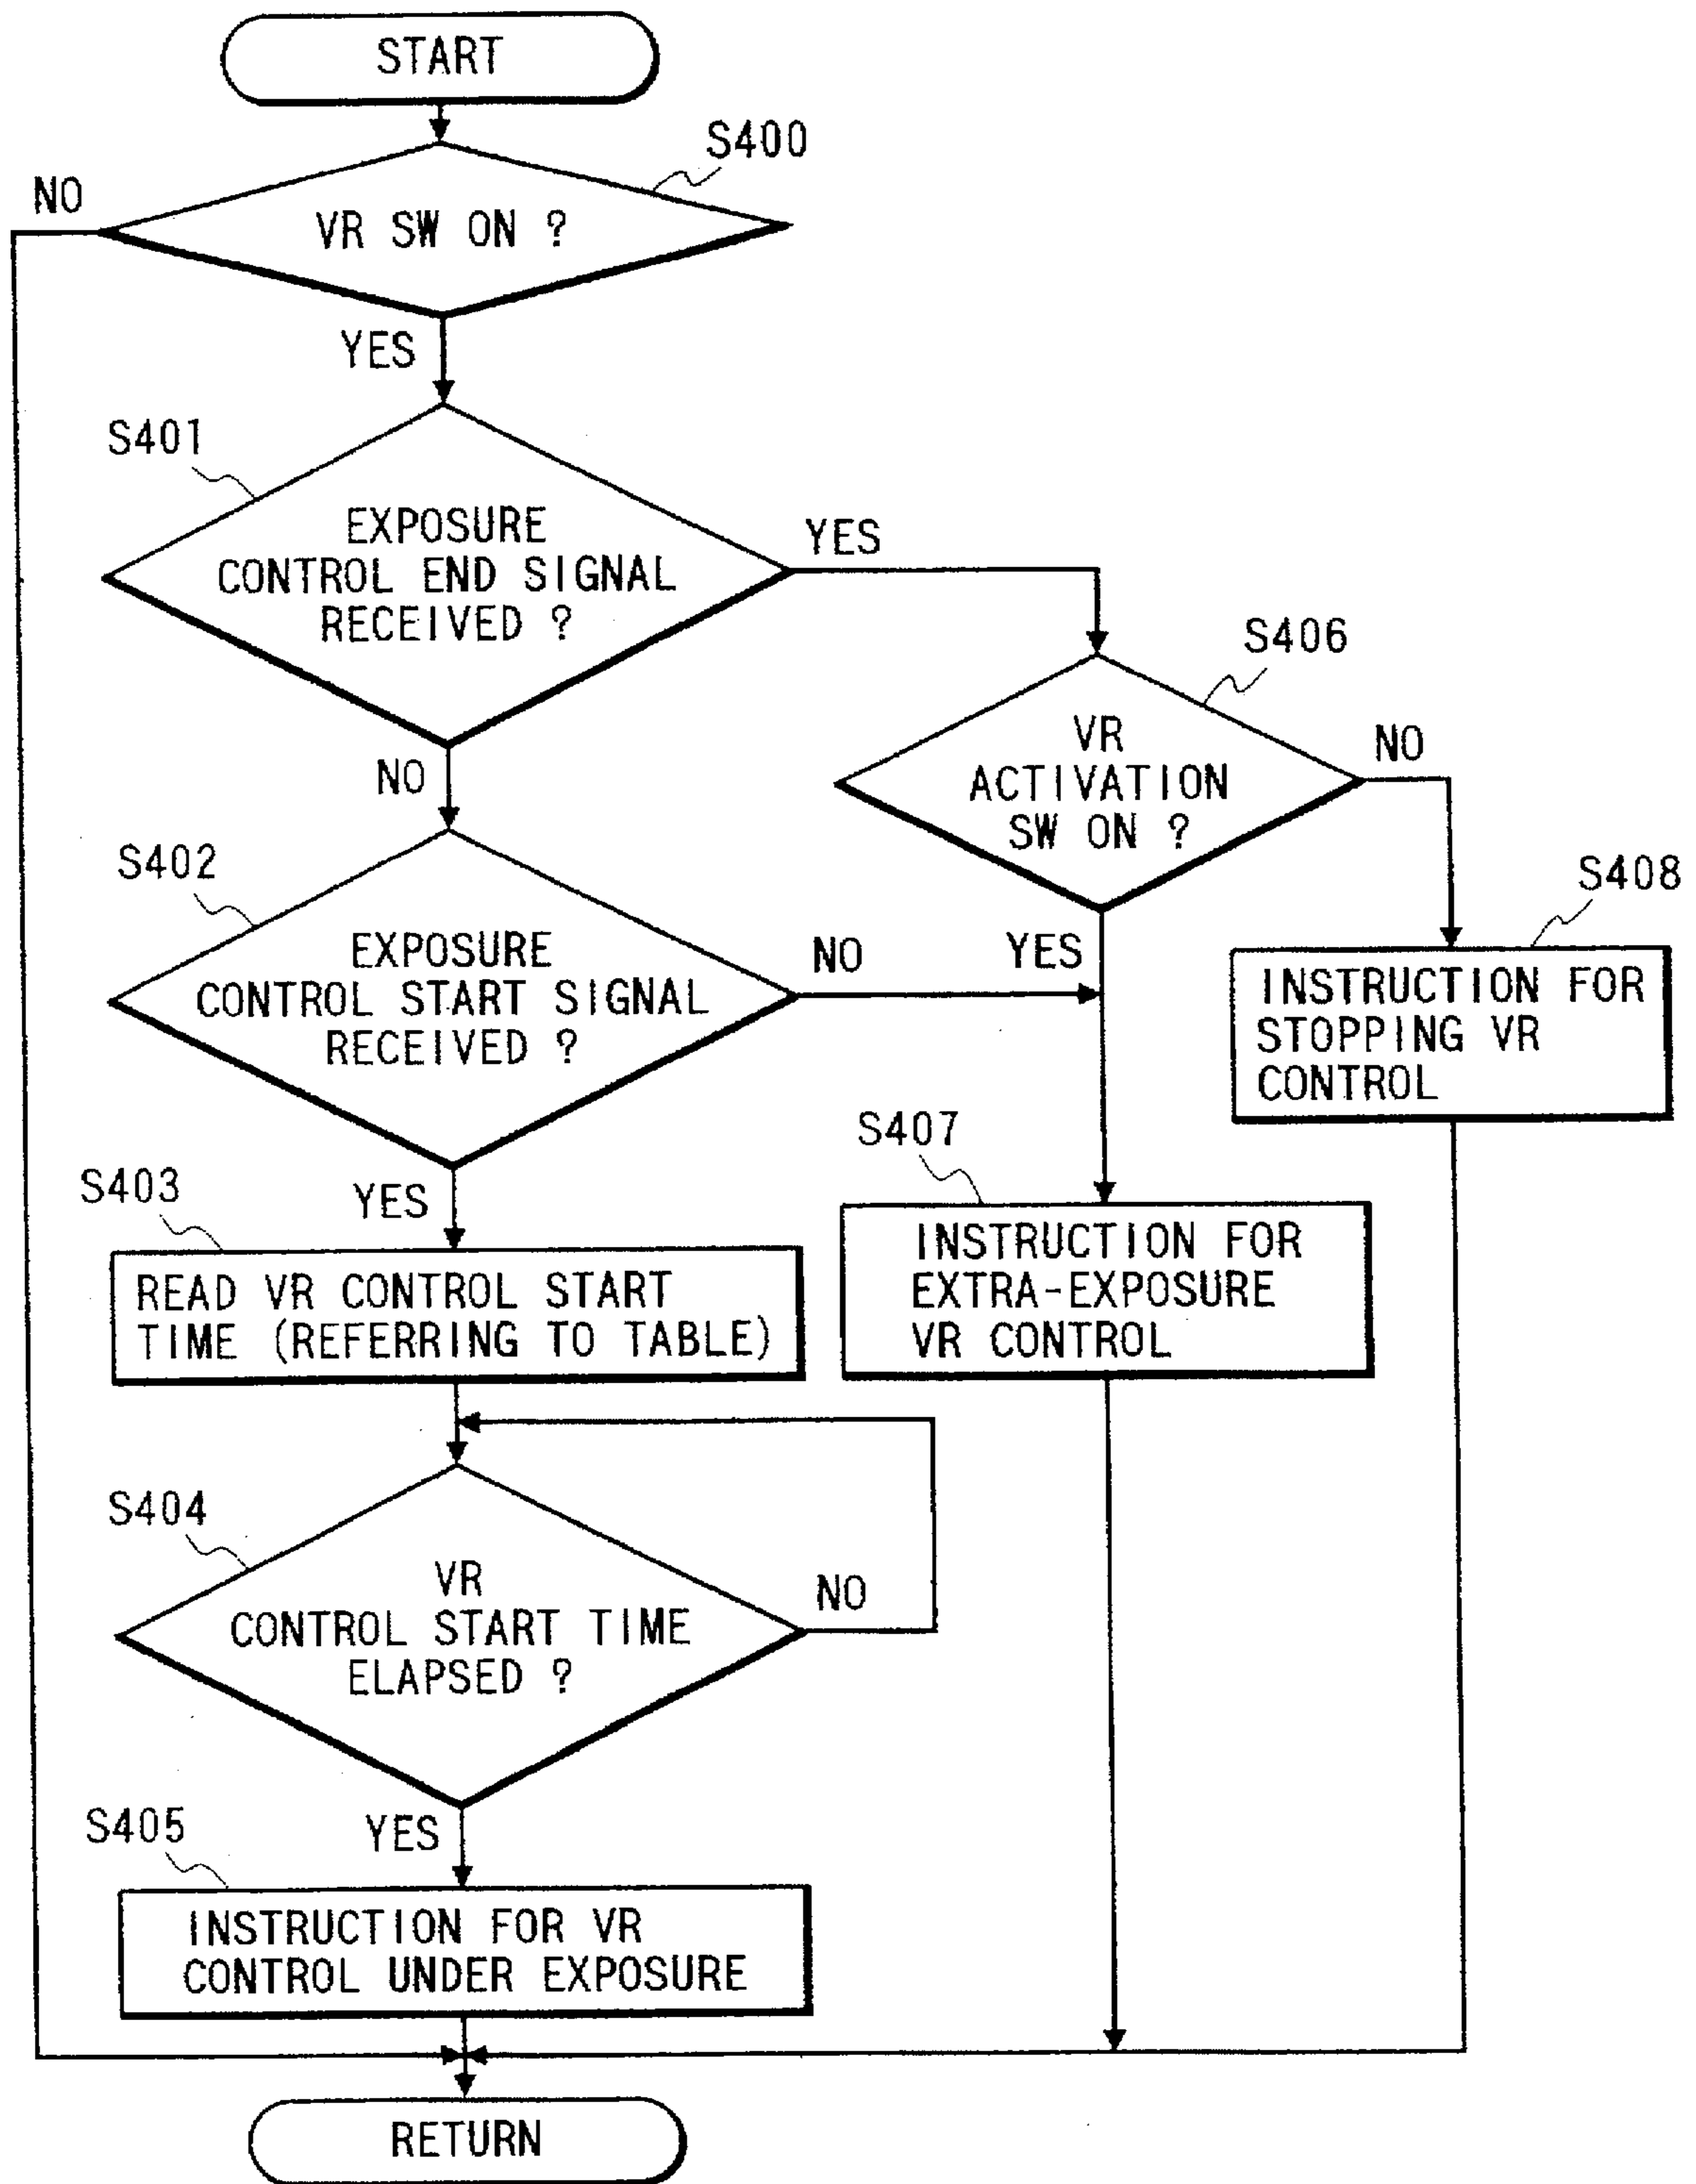 START
S400
NO
VR SW ON ?
YES
S401
EXPOSURE
CONTROL END SIGNAL
RECEIVED ?
YES
NO
S406
VR
ACTIVATION
SW ON ?
NO
YES
S402
EXPOSURE
CONTROL START SIGNAL
RECEIVED ?
NO
YES
S408
INSTRUCTION FOR
STOPPING VR
CONTROL
S403
READ VR CONTROL START
TIME (REFERRING TO TABLE)
S407
INSTRUCTION FOR
EXTRA-EXPOSURE
VR CONTROL
S404
VR
CONTROL START TIME
ELAPSED ?
NO
YES
S405
INSTRUCTION FOR VR
CONTROL UNDER EXPOSURE
RETURN